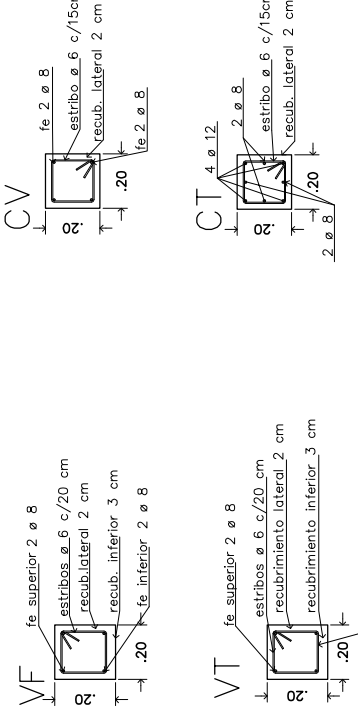 CV
fe 2 ø 8
estribo ø 6 c/15cm
recub. lateral 2 cm
fe 2 ø 8
.20
.20
CT
4 ø 12
2 ø 8
estribo ø 6 c/15cm
recub. lateral 2 cm
.20
.20
2 ø 8
VF
fe superior 2 ø 8
estribos ø 6 c/20 cm
recub.lateral 2 cm
recub. inferior 3 cm
fe inferior 2 ø 8
.20
.20
VT
fe superior 2 ø 8
estribos ø 6 c/20 cm
recubrimiento lateral 2 cm
recubrimiento inferior 3 cm
.20
.20